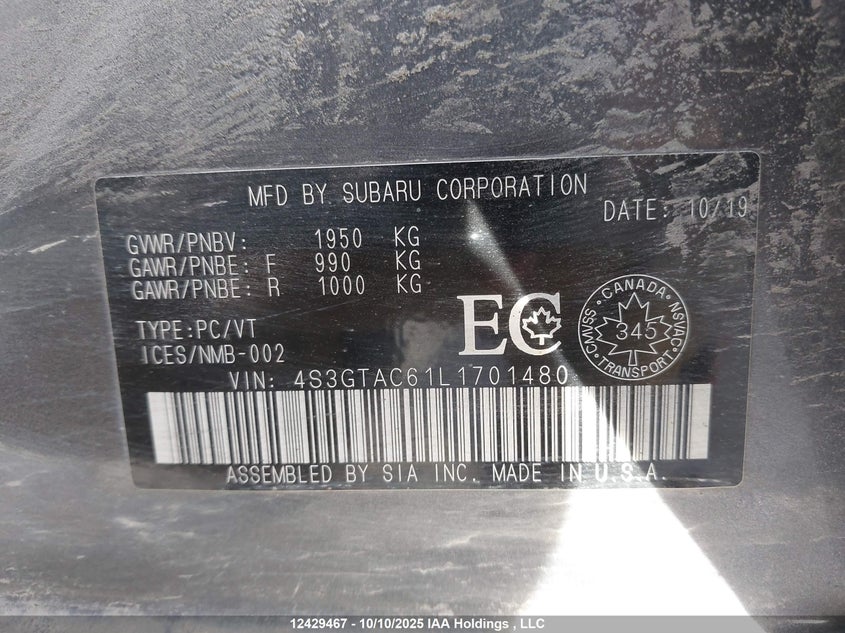 MFD BY SUBARU CORPORATION
DATE: 10/19
GVWR/PNBV: 1950 KG
GAWR/PNBE: F 990 KG
GAWR/PNBE: R 1000 KG
TYPE:PC/VT
ICES/NMB-002
EC
CANADA
CMVSS NSVAC
345
TRANSPORT
VIN: 4S3GTAC61L1701480
ASSEMBLED BY SIA INC. MADE IN U.S.A.
12429467 - 10/10/2025 IAA Holdings , LLC